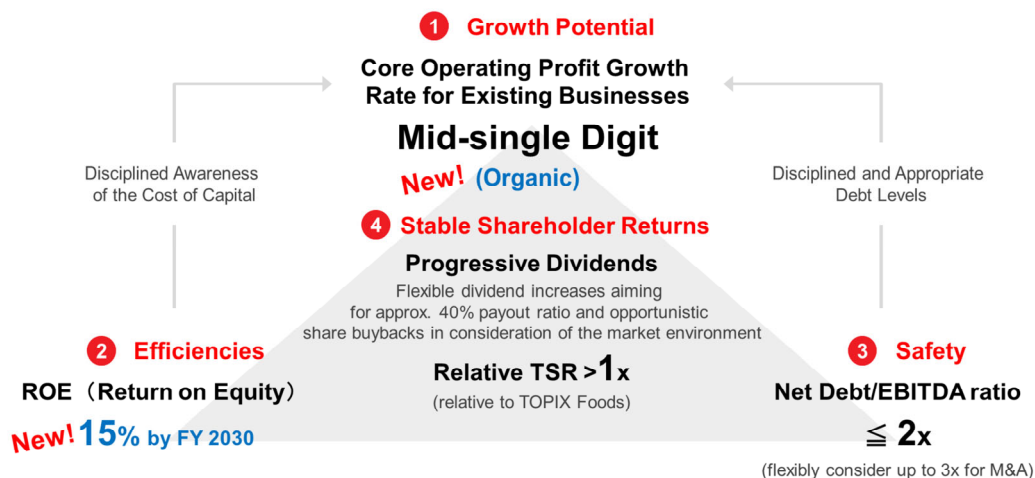 1 Growth Potential
Core Operating Profit Growth
Rate for Existing Businesses
Mid-single Digit
New! (Organic)
Disciplined Awareness
of the Cost of Capital
Disciplined and Appropriate
Debt Levels
4 Stable Shareholder Returns
Progressive Dividends
Flexible dividend increases aiming
for approx. 40% payout ratio and opportunistic
share buybacks in consideration of the market environment
Relative TSR >1x
(relative to TOPIX Foods)
2 Efficiencies
ROE（Return on Equity）
New! 15% by FY 2030
3 Safety
Net Debt/EBITDA ratio
≦ 2x
(flexibly consider up to 3x for M&A)